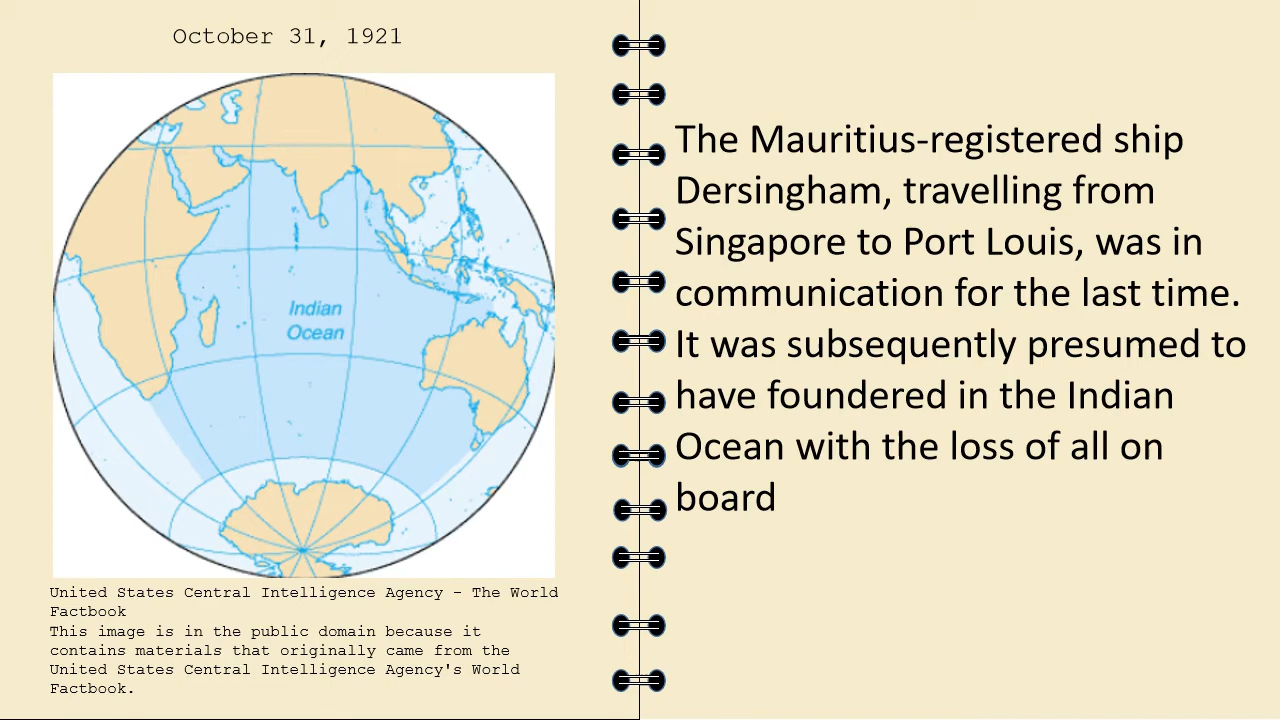 October 31, 1921
Indian
Ocean
United States Central Intelligence Agency - The World
Factbook
This image is in the public domain because it
contains materials that originally came from the
United States Central Intelligence Agency's World
Factbook.
The Mauritius-registered ship
Dersingham, travelling from
Singapore to Port Louis, was in
communication for the last time.
It was subsequently presumed to
have foundered in the Indian
Ocean with the loss of all on
board